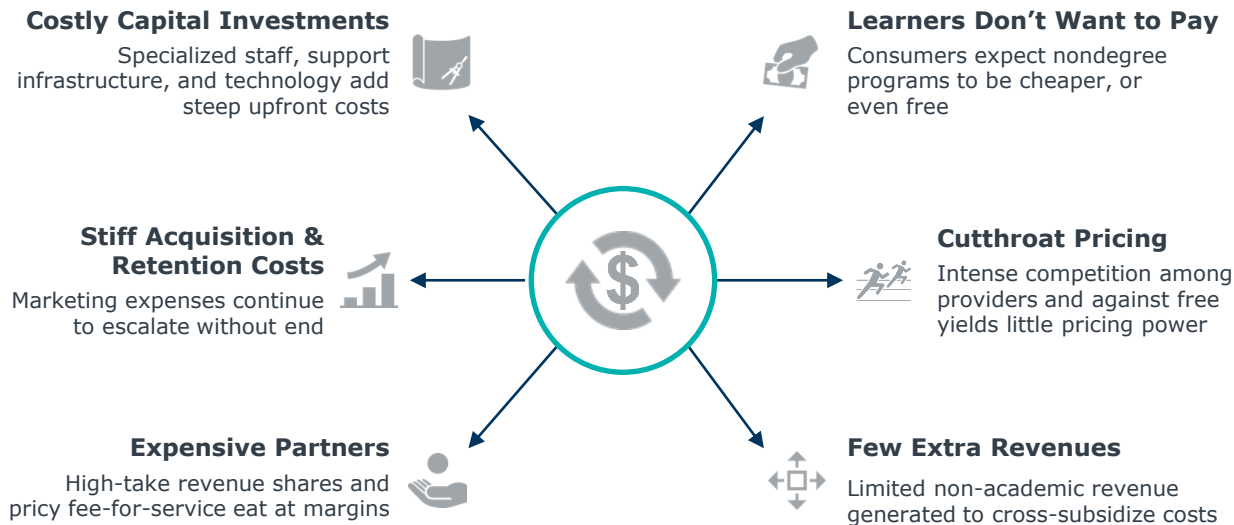 Costly Capital Investments
Specialized staff, support
infrastructure, and technology add
steep upfront costs
Learners Don’t Want to Pay
Consumers expect nondegree
programs to be cheaper, or
even free
Stiff Acquisition &
Retention Costs
Marketing expenses continue
to escalate without end
$
Cutthroat Pricing
Intense competition among
providers and against free
yields little pricing power
Expensive Partners
High-take revenue shares and
pricy fee-for-service eat at margins
Few Extra Revenues
Limited non-academic revenue
generated to cross-subsidize costs